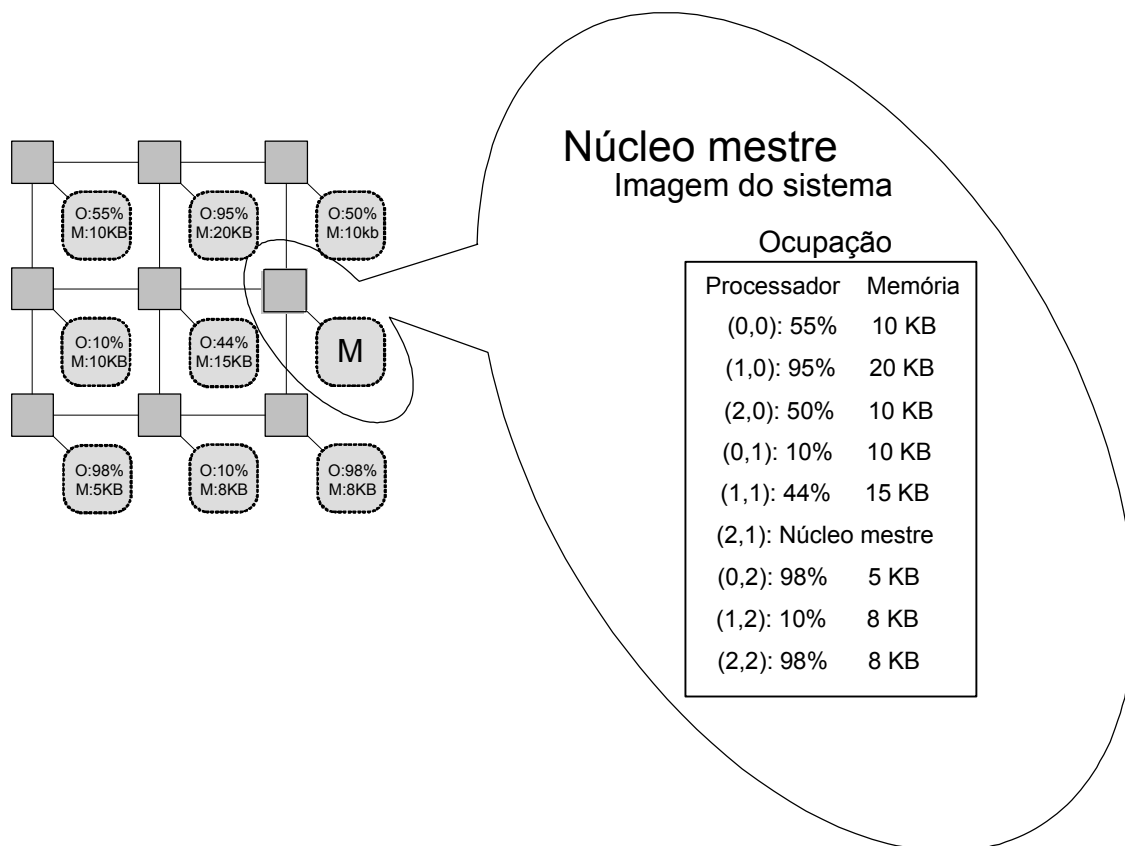 Núcleo mestre
Imagem do sistema
Ocupação
Processador Memória
(0,0): 55% 10 KB
(1,0): 95% 20 KB
(2,0): 50% 10 KB
(0,1): 10% 10 KB
(1,1): 44% 15 KB
(2,1): Núcleo mestre
(0,2): 98% 5 KB
(1,2): 10% 8 KB
(2,2): 98% 8 KB
O:55%
M:10KB
O:95%
M:20KB
O:50%
M:10kb
O:10%
M:10KB
O:44%
M:15KB
M
O:98%
M:5KB
O:10%
M:8KB
O:98%
M:8KB